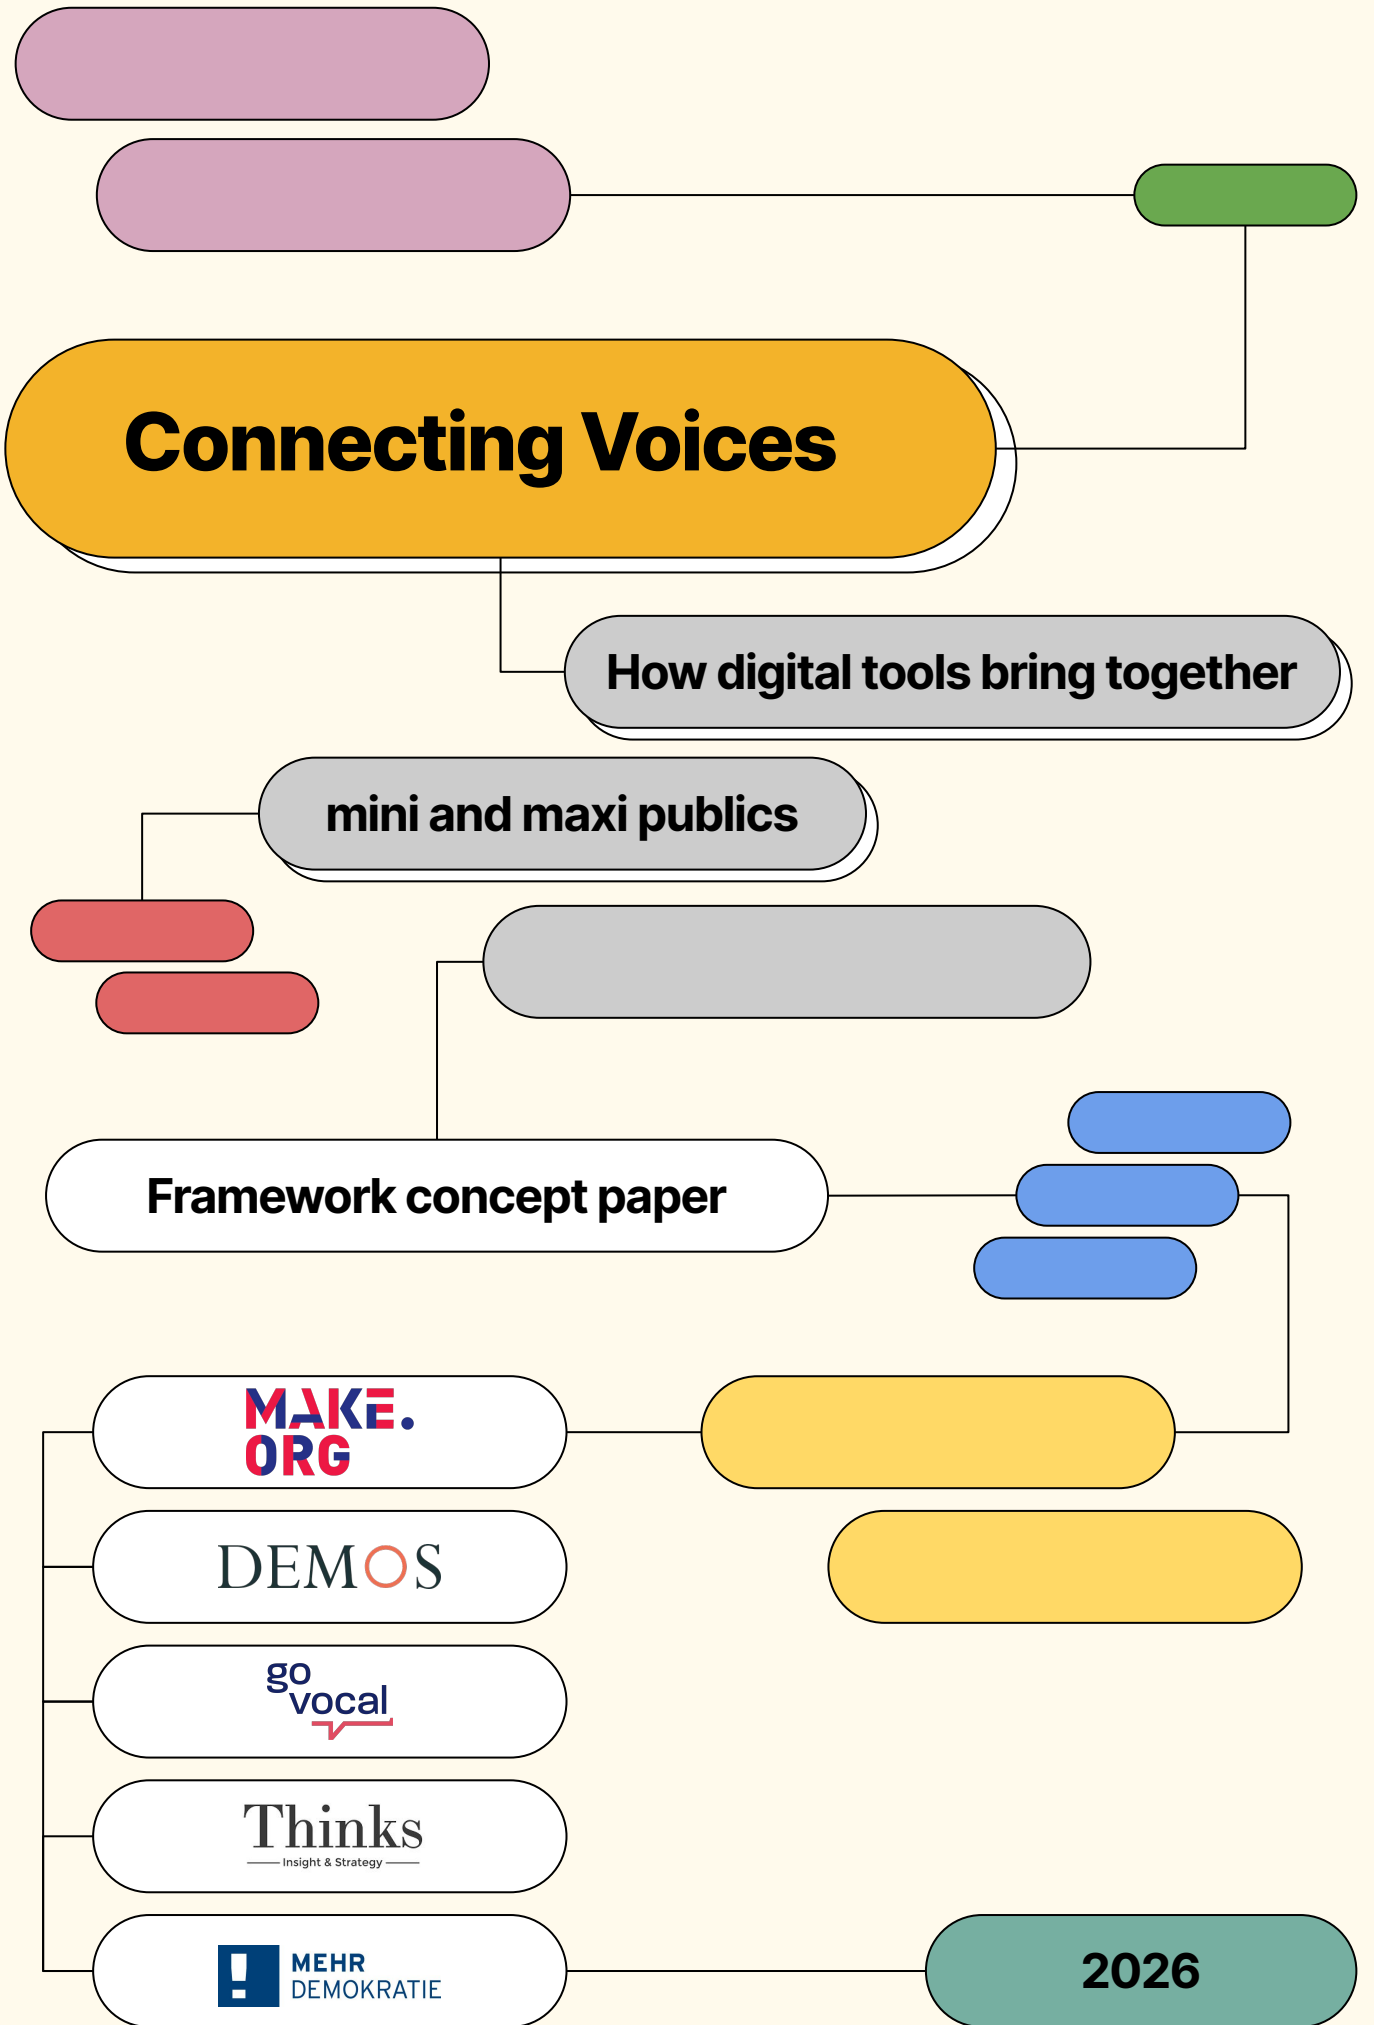 Connecting Voices
How digital tools bring together
mini and maxi publics
Framework concept paper
MAKE.
ORG
DEMOS
go
vocal
Thinks
Insight & Strategy
MEHR
DEMOKRATIE
2026